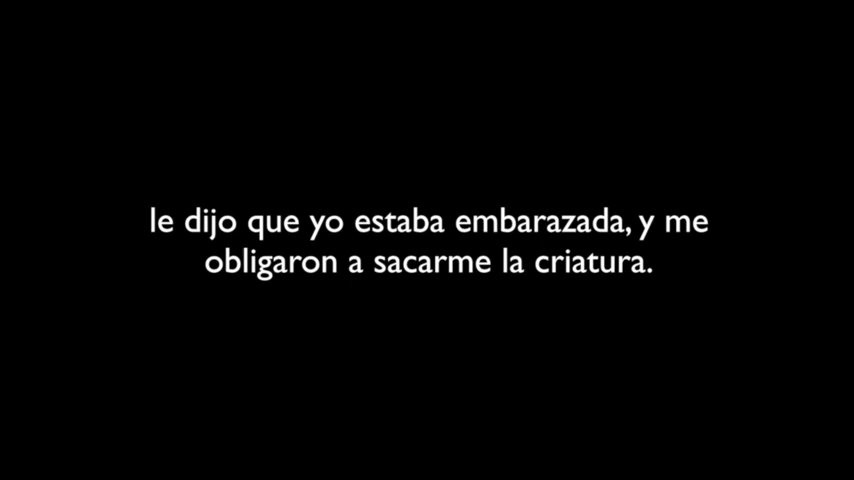 le dijo que yo estaba embarazada, y me
obligaron a sacarme la criatura.